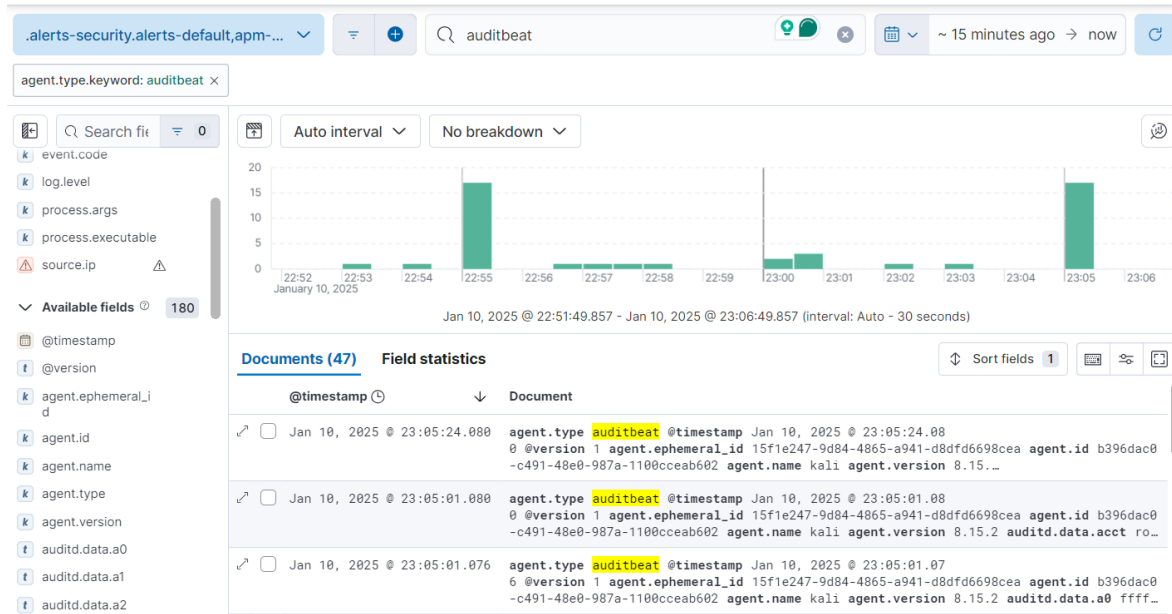 .alerts-security.alerts-default,apm-...
auditbeat
~ 15 minutes ago → now
agent.type.keyword: auditbeat ×
Search fie
0
Auto interval
No breakdown
event.code
log.level
process.args
process.executable
source.ip
Available fields
180
@timestamp
@version
agent.ephemeral_i
d
agent.id
agent.name
agent.type
agent.version
auditd.data.a0
auditd.data.a1
auditd.data.a2
20
15
10
5
0
22:52 22:53 22:54 22:55 22:56 22:57 22:58 22:59 23:00 23:01 23:02 23:03 23:04 23:05 23:06
January 10, 2025
Jan 10, 2025 @ 22:51:49.857 - Jan 10, 2025 @ 23:06:49.857 (interval: Auto - 30 seconds)
Documents (47) Field statistics
Sort fields 1
@timestamp ↓ Document
Jan 10, 2025 @ 23:05:24.080 agent.type auditbeat @timestamp Jan 10, 2025 @ 23:05:24.08
0 @version 1 agent.ephemeral_id 15f1e247-9d84-4865-a941-d8dfd6698cea agent.id b396dac0
-c491-48e0-987a-1100cceab602 agent.name kali agent.version 8.15.…
Jan 10, 2025 @ 23:05:01.080 agent.type auditbeat @timestamp Jan 10, 2025 @ 23:05:01.08
0 @version 1 agent.ephemeral_id 15f1e247-9d84-4865-a941-d8dfd6698cea agent.id b396dac0
-c491-48e0-987a-1100cceab602 agent.name kali agent.version 8.15.2 auditd.data.acct ro…
Jan 10, 2025 @ 23:05:01.076 agent.type auditbeat @timestamp Jan 10, 2025 @ 23:05:01.07
6 @version 1 agent.ephemeral_id 15f1e247-9d84-4865-a941-d8dfd6698cea agent.id b396dac0
-c491-48e0-987a-1100cceab602 agent.name kali agent.version 8.15.2 auditd.data.a0 ffff…